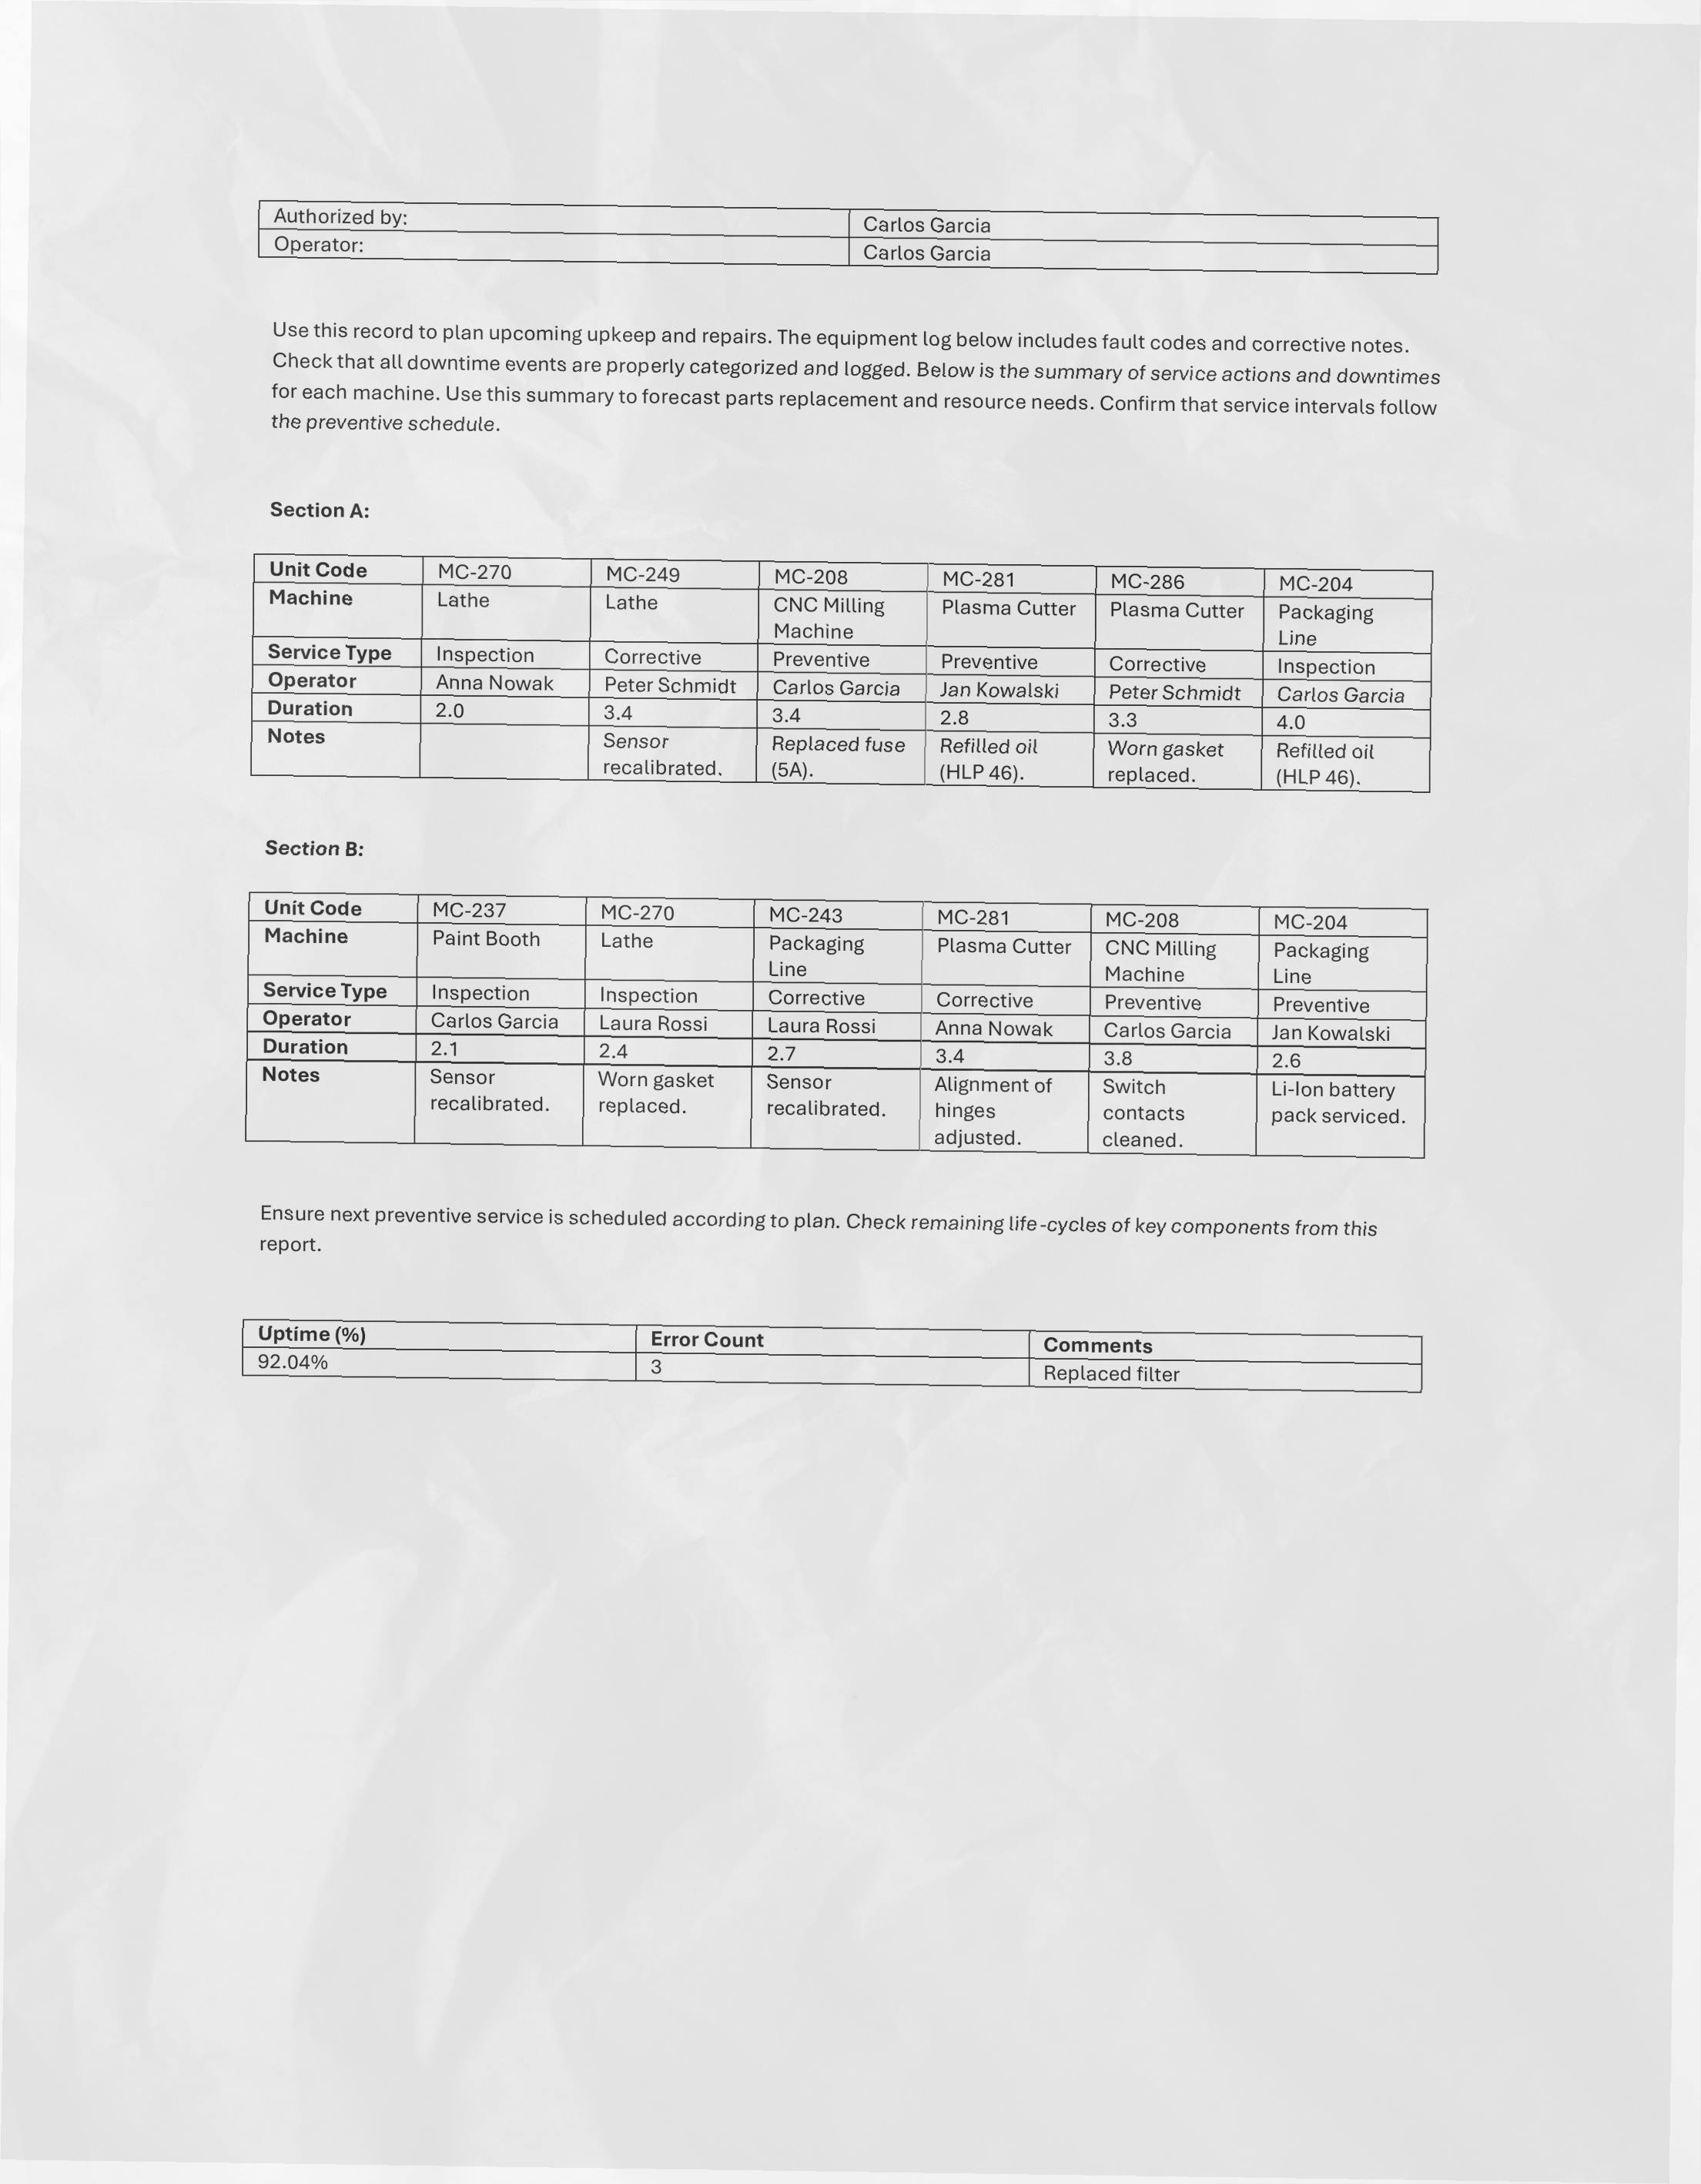 Authorized by: Carlos Garcia
Operator: Carlos Garcia
Use this record to plan upcoming upkeep and repairs. The equipment log below includes fault codes and corrective notes.
Check that all downtime events are properly categorized and logged. Below is the summary of service actions and downtimes
for each machine. Use this summary to forecast parts replacement and resource needs. Confirm that service intervals follow
the preventive schedule.
Section A:
Unit Code MC-270 MC-249 MC-208 MC-281 MC-286 MC-204
Machine Lathe Lathe CNC Milling Plasma Cutter Plasma Cutter Packaging
Machine Line
Service Type Inspection Corrective Preventive Preventive Corrective Inspection
Operator Anna Nowak Peter Schmidt Carlos Garcia Jan Kowalski Peter Schmidt Carlos Garcia
Duration 2.0 3.4 3.4 2.8 3.3 4.0
Notes Sensor Replaced fuse Refilled oil Worn gasket Refilled oil
recalibrated. (5A). (HLP 46). replaced. (HLP 46).
Section B:
Unit Code MC-237 MC-270 MC-243 MC-281 MC-208 MC-204
Machine Paint Booth Lathe Packaging Plasma Cutter CNC Milling Packaging
Line Machine Line
Service Type Inspection Inspection Corrective Corrective Preventive Preventive
Operator Carlos Garcia Laura Rossi Laura Rossi Anna Nowak Carlos Garcia Jan Kowalski
Duration 2.1 2.4 2.7 3.4 3.8 2.6
Notes Sensor Worn gasket Sensor Alignment of Switch Li-Ion battery
recalibrated. replaced. recalibrated. hinges contacts pack serviced.
adjusted. cleaned.
Ensure next preventive service is scheduled according to plan. Check remaining life-cycles of key components from this
report.
Uptime (%) Error Count Comments
92.04% 3 Replaced filter